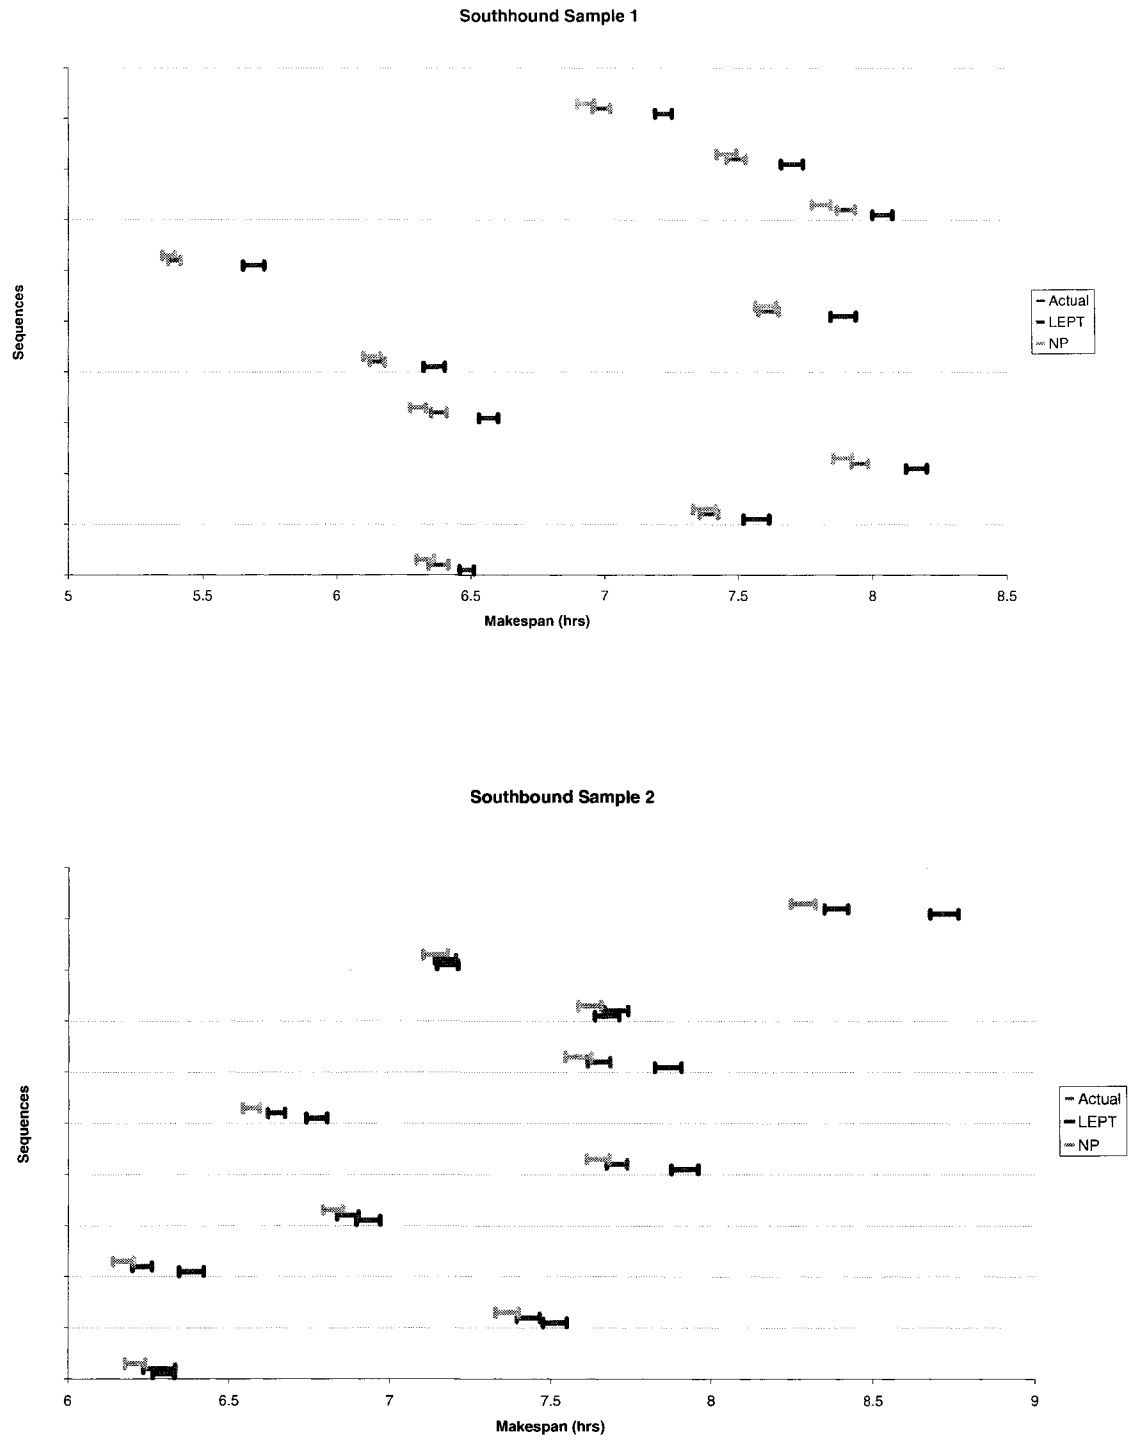 Southhound Sample 1
Sequences
Actual
LEPT
NP
5 5.5 6 6.5 7 7.5 8 8.5
Makespan (hrs)
Southbound Sample 2
Sequences
Actual
LEPT
NP
6 6.5 7 7.5 8 8.5 9
Makespan (hrs)